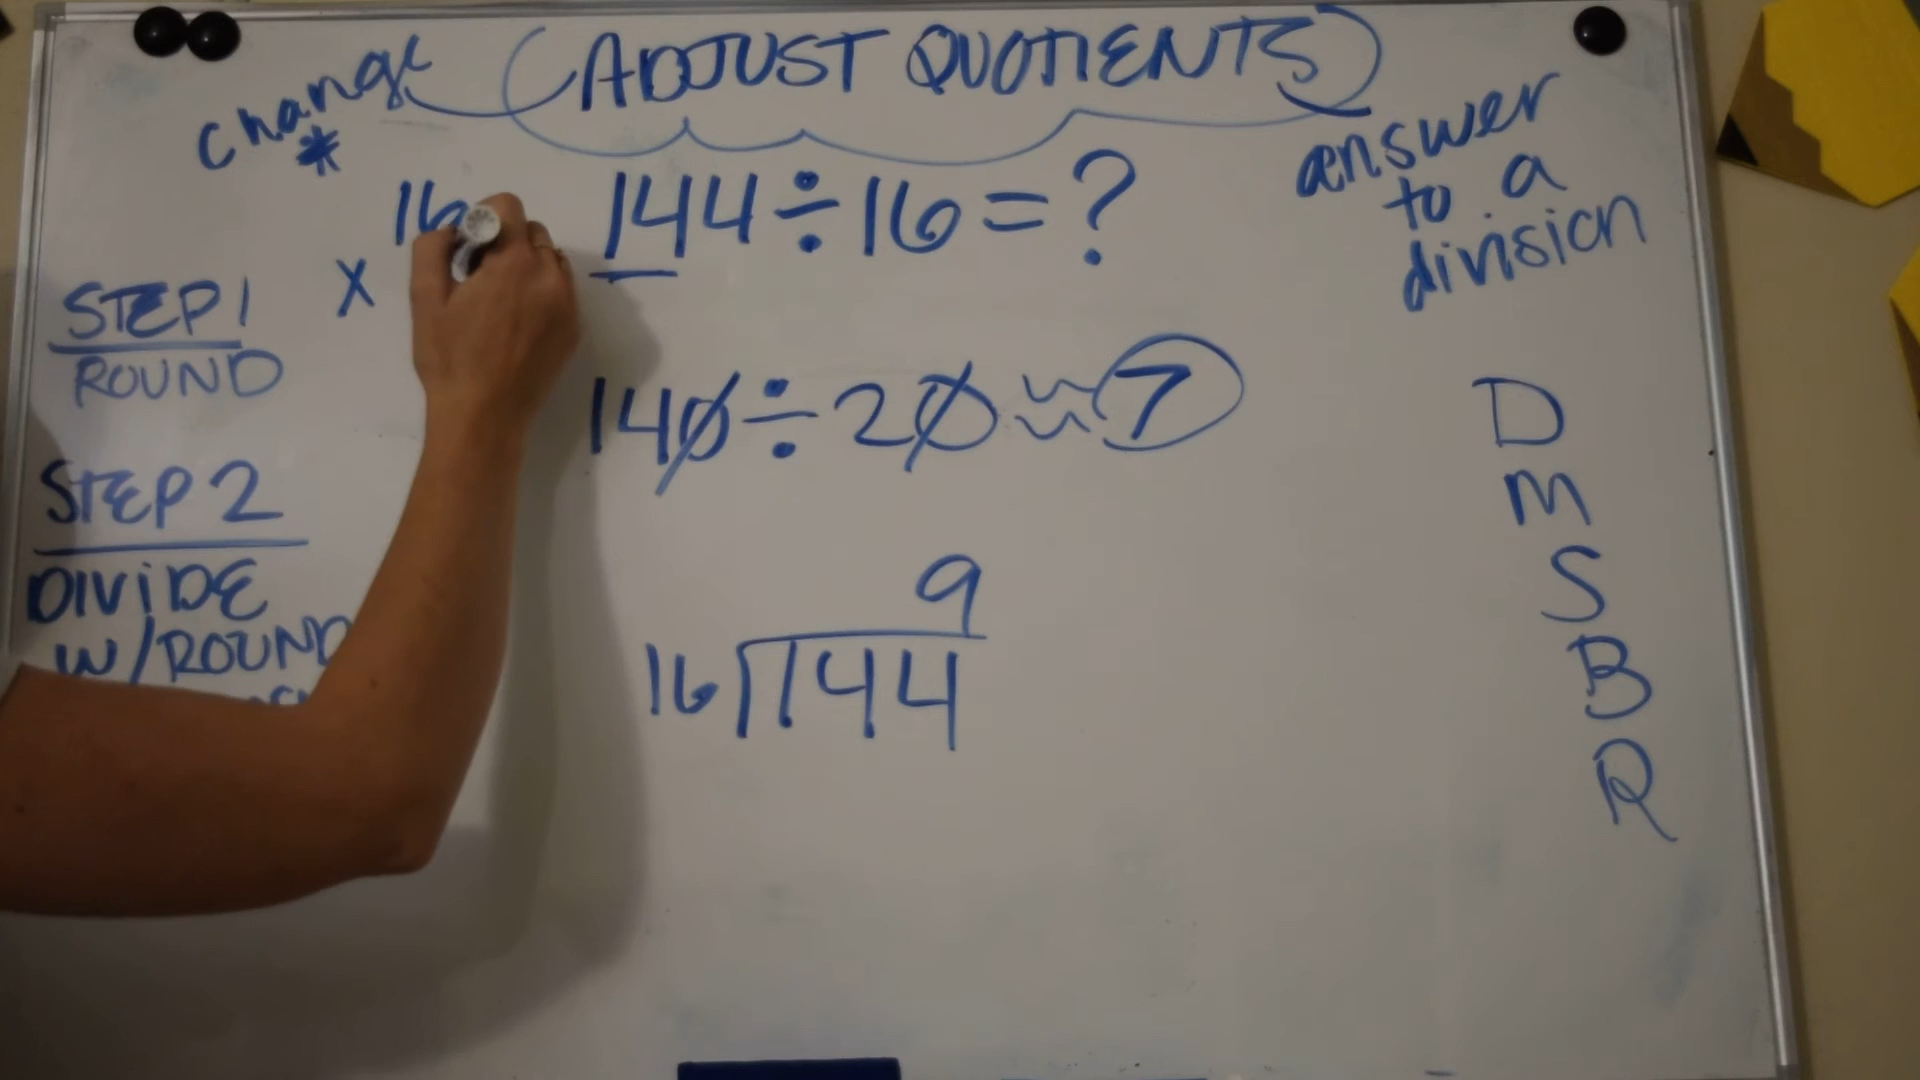 change
*
ADJUST QUOTIENTS
answer
to a
division
16
x
144 ÷ 16 = ?
STEP 1
ROUND
140 ÷ 20 ≈ 7
STEP 2
DIVIDE
W/ROUND
9
16 144
D
M
S
B
R